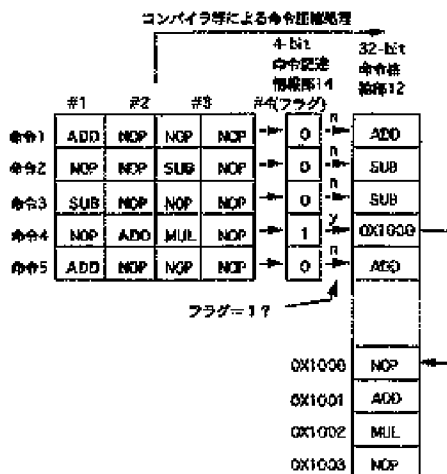 コンパイラ等による命令圧縮処理
4-bit
命令記述
情報部14
32-bit
命令格
納部12
#1 #2 #3 #4(フラグ)
命令1 ADD NOP NOP NOP 0 n ADD
命令2 NOP NOP SUB NOP 0 n SUB
命令3 SUB NOP NOP NOP 0 n SUB
命令4 NOP ADD MUL NOP 1 y 0X1000
命令5 ADD NOP NOP NOP 0 n ADD
フラグ=1?
0X1000 NOP
0X1001 ADD
0X1002 MUL
0X1003 NOP